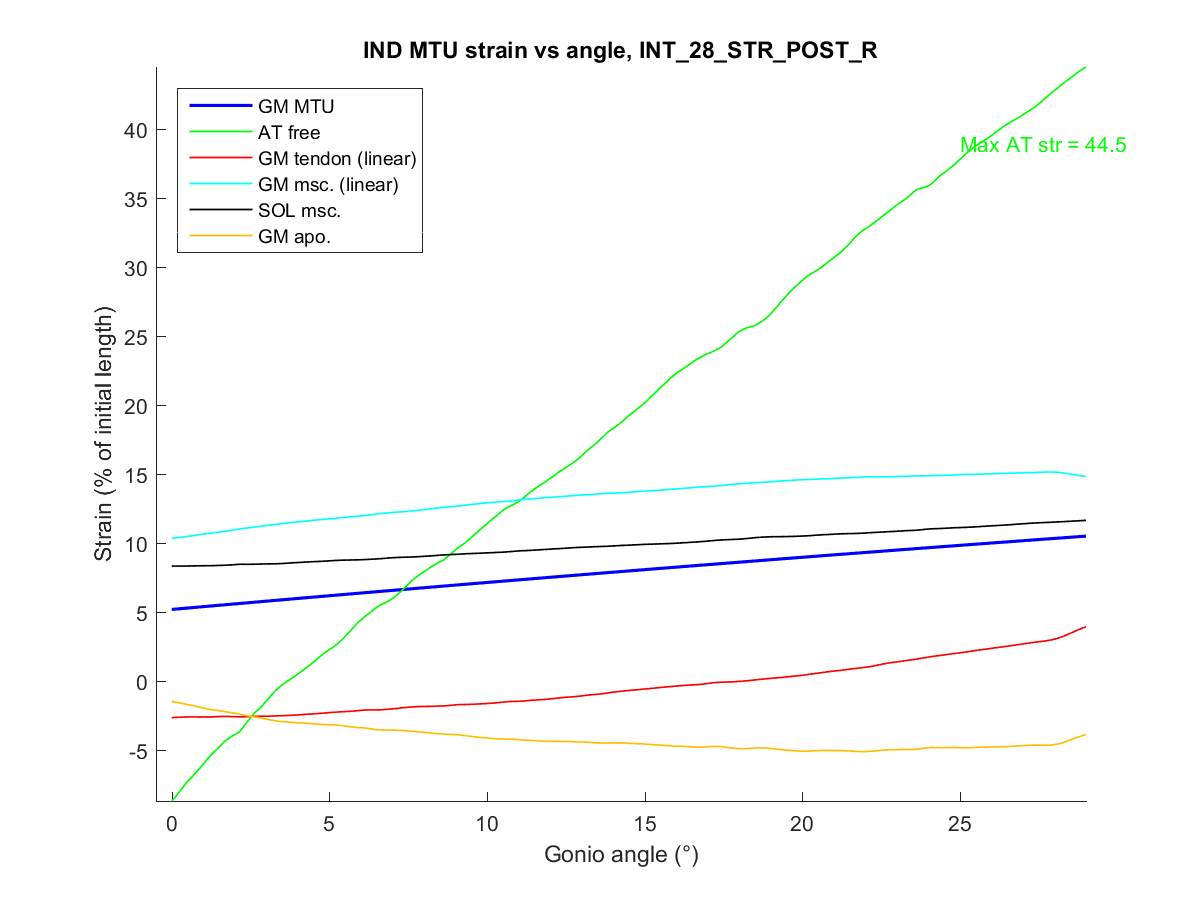 IND MTU strain vs angle, INT_28_STR_POST_R
GM MTU
AT free
GM tendon (linear)
GM msc. (linear)
SOL msc.
GM apo.
Max AT str = 44.5
Strain (% of initial length)
40
35
30
25
20
15
10
5
0
-5
0 5 10 15 20 25
Gonio angle (°)